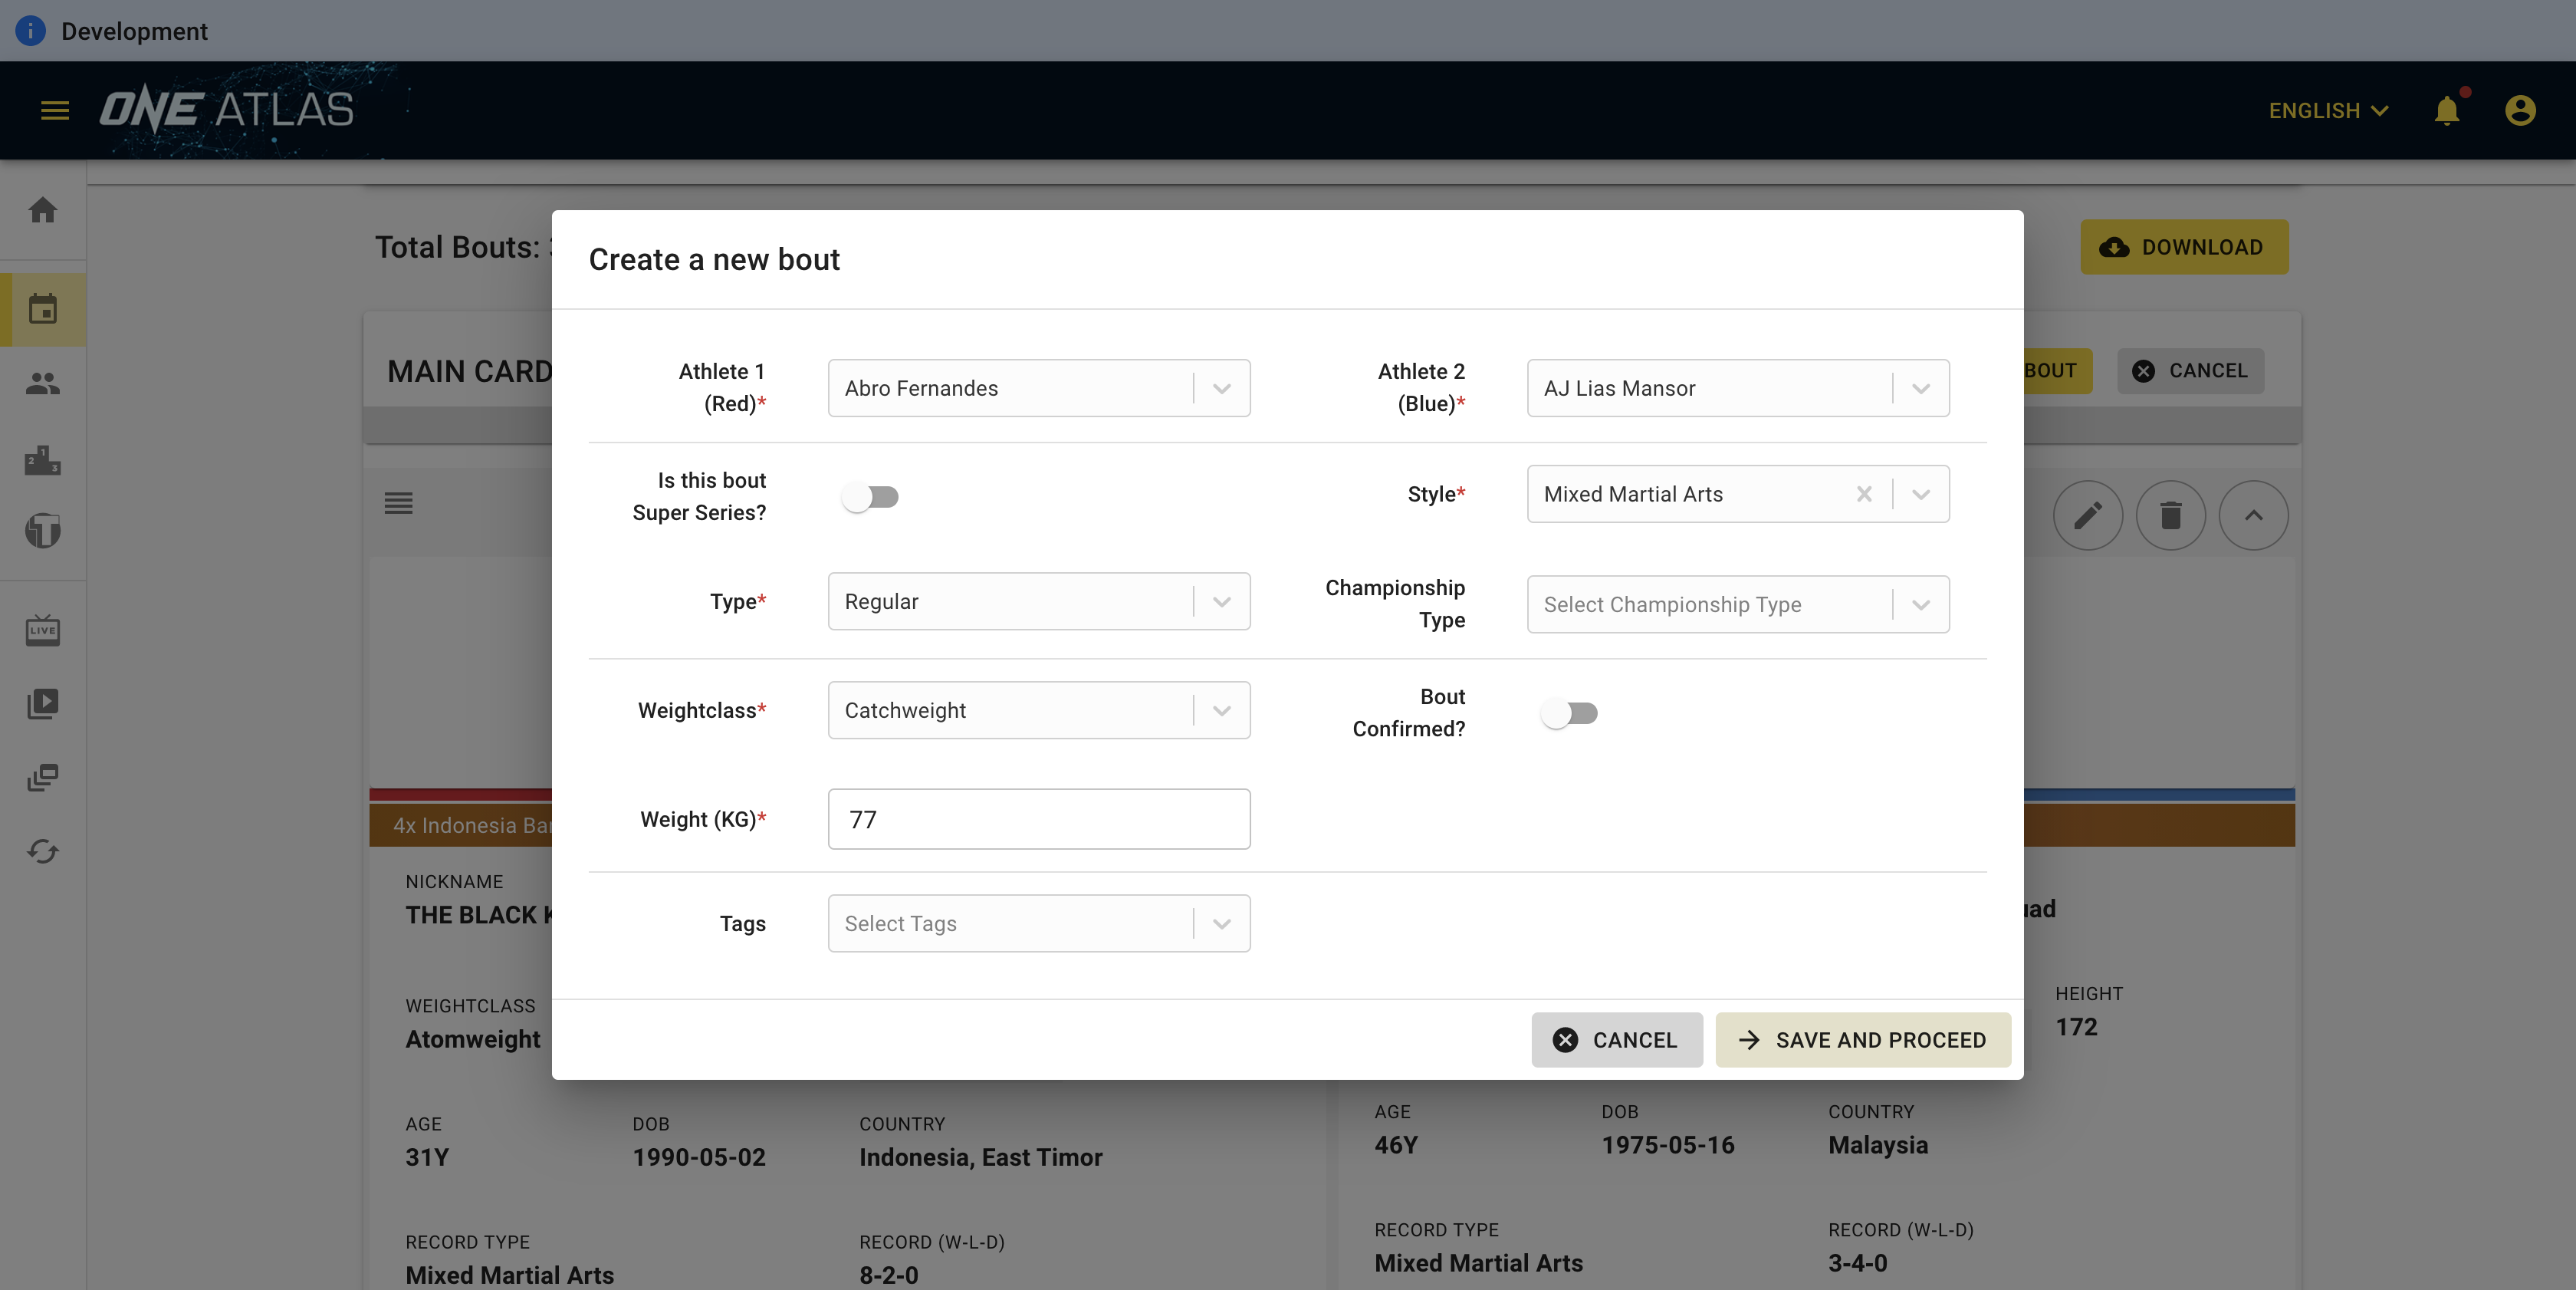 Development
ONE ATLAS
ENGLISH
Total Bouts:
DOWNLOAD
Create a new bout
MAIN CARD
BOUT
CANCEL
Athlete 1
(Red)*
Abro Fernandes
Athlete 2
(Blue)*
AJ Lias Mansor
Is this bout
Super Series?
Style*
Mixed Martial Arts
Type*
Regular
Championship
Type
Select Championship Type
Weightclass*
Catchweight
Bout
Confirmed?
Weight (KG)*
77
Tags
Select Tags
CANCEL
SAVE AND PROCEED
LIVE
4x Indonesia
NICKNAME
THE BLACK
WEIGHTCLASS
Atomweight
HEIGHT
172
AGE
31Y
DOB
1990-05-02
COUNTRY
Indonesia, East Timor
RECORD TYPE
Mixed Martial Arts
RECORD (W-L-D)
8-2-0
AGE
46Y
DOB
1975-05-16
COUNTRY
Malaysia
RECORD TYPE
Mixed Martial Arts
RECORD (W-L-D)
3-4-0